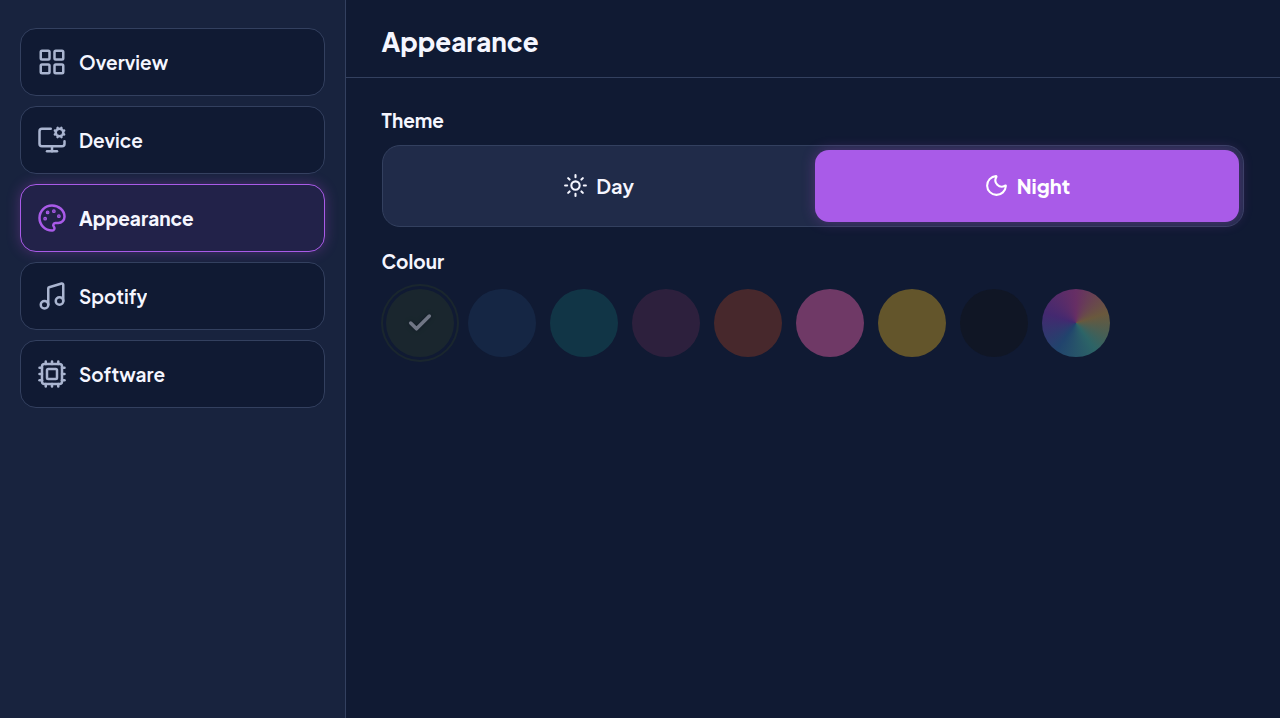 Overview
Device
Appearance
Spotify
Software
Appearance
Theme
Day
Night
Colour